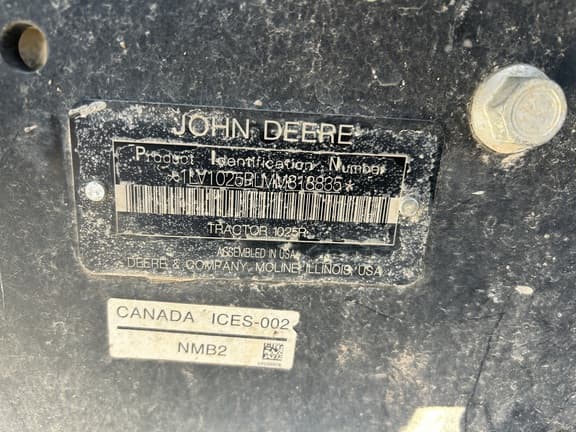 JOHN DEERE
Product Identification Number
TRACTOR 1025R
ASSEMBLED IN USA
DEERE & COMPANY, MOLINE, ILLINOIS, USA
CANADA ICES-002
NMB2